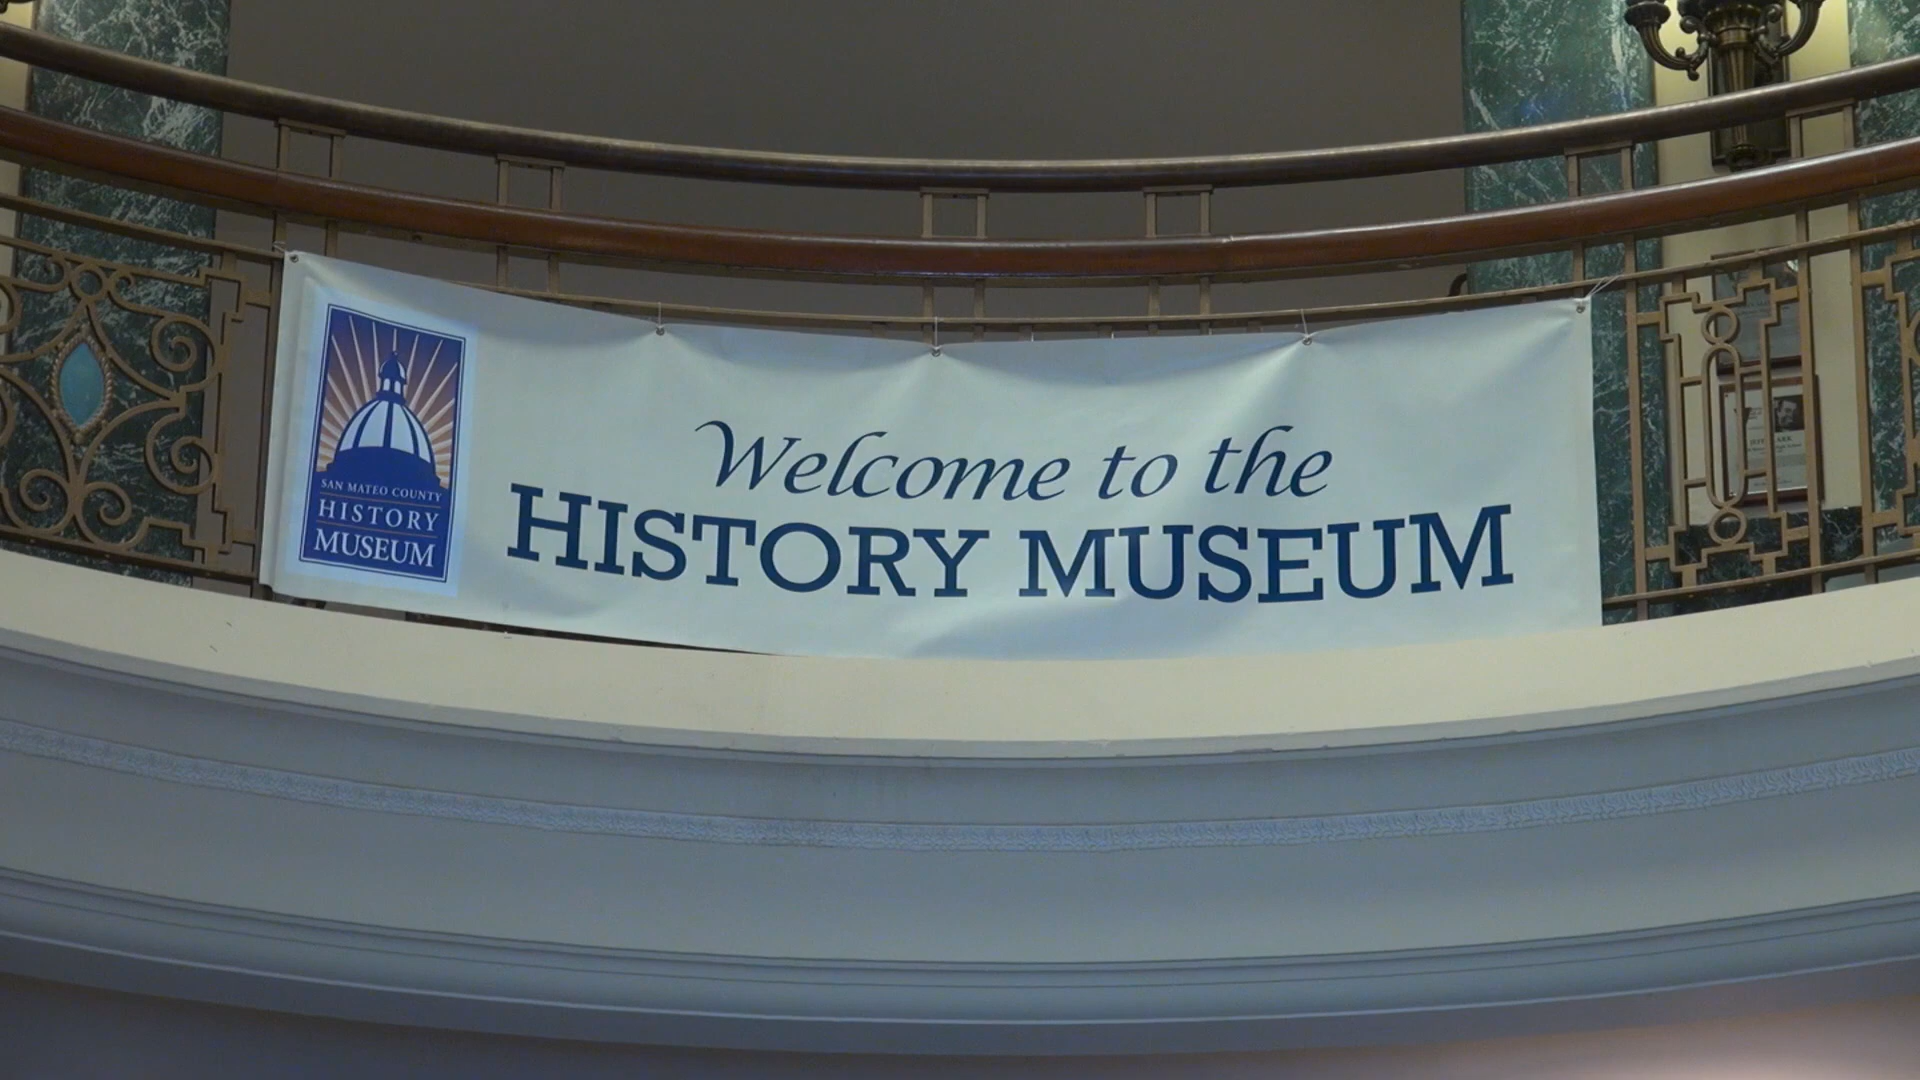 SAN MATEO COUNTY
HISTORY
MUSEUM
Welcome to the
HISTORY MUSEUM